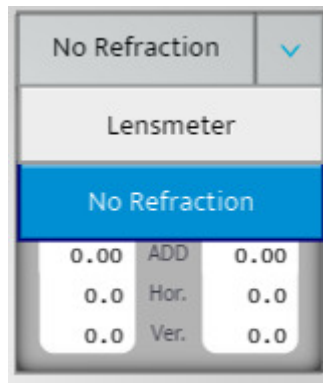 No Refraction
Lensmeter
No Refraction
0.00 ADD 0.00
0.0 Hor. 0.0
0.0 Ver. 0.0